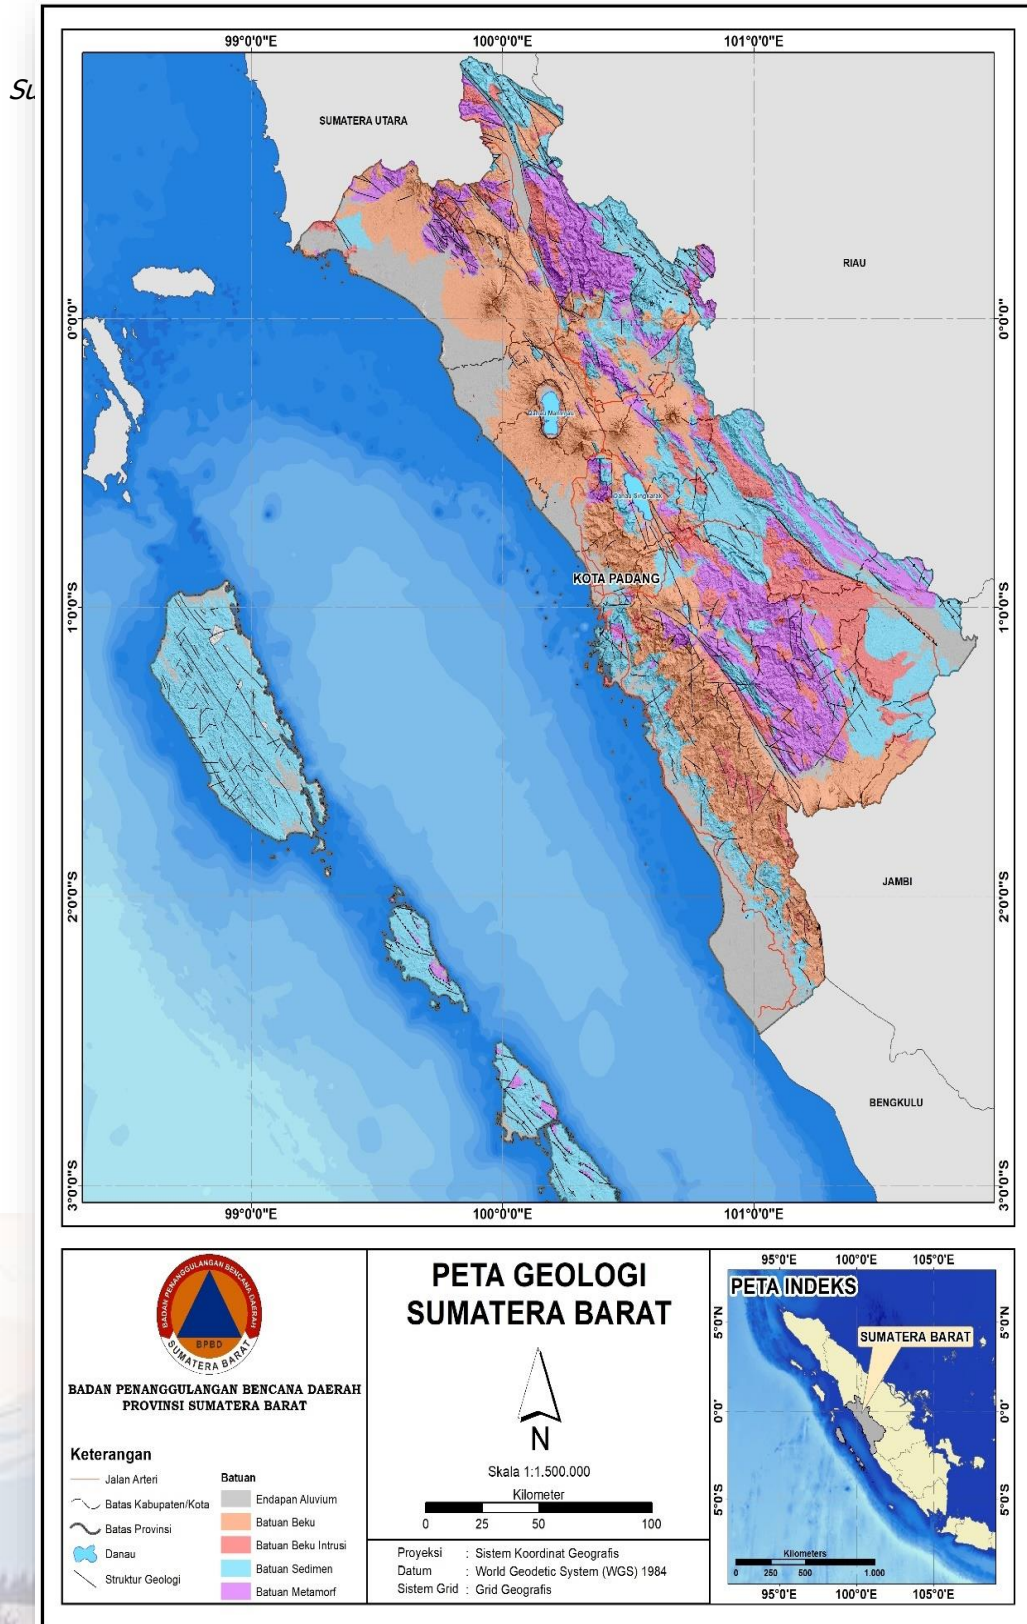 Su
99°0'0"E 100°0'0"E 101°0'0"E
SUMATERA UTARA
RIAU
0°0'0" 0°0'0"
Danau Maninjau
Danau Singkarak
KOTA PADANG
1°0'0"S 1°0'0"S
JAMBI
2°0'0"S 2°0'0"S
BENGKULU
3°0'0"S 3°0'0"S
99°0'0"E 100°0'0"E 101°0'0"E
BADAN PENANGGULANGAN BENCANA DAERAH
BPBD
SUMATERA BARAT
BADAN PENANGGULANGAN BENCANA DAERAH
PROVINSI SUMATERA BARAT
Keterangan
Jalan Arteri
Batas Kabupaten/Kota
Batas Provinsi
Danau
Struktur Geologi
Batuan
Endapan Aluvium
Batuan Beku
Batuan Beku Intrusi
Batuan Sedimen
Batuan Metamorf
PETA GEOLOGI
SUMATERA BARAT
N
Skala 1:1.500.000
Kilometer
0 25 50 100
Proyeksi : Sistem Koordinat Geografis
Datum : World Geodetic System (WGS) 1984
Sistem Grid : Grid Geografis
95°0'E 100°0'E 105°0'E
PETA INDEKS
5°0'N
SUMATERA BARAT
0°0' 0°0'
5°0'S 5°0'S
Kilometers
0 250 500 1.000
95°0'E 100°0'E 105°0'E